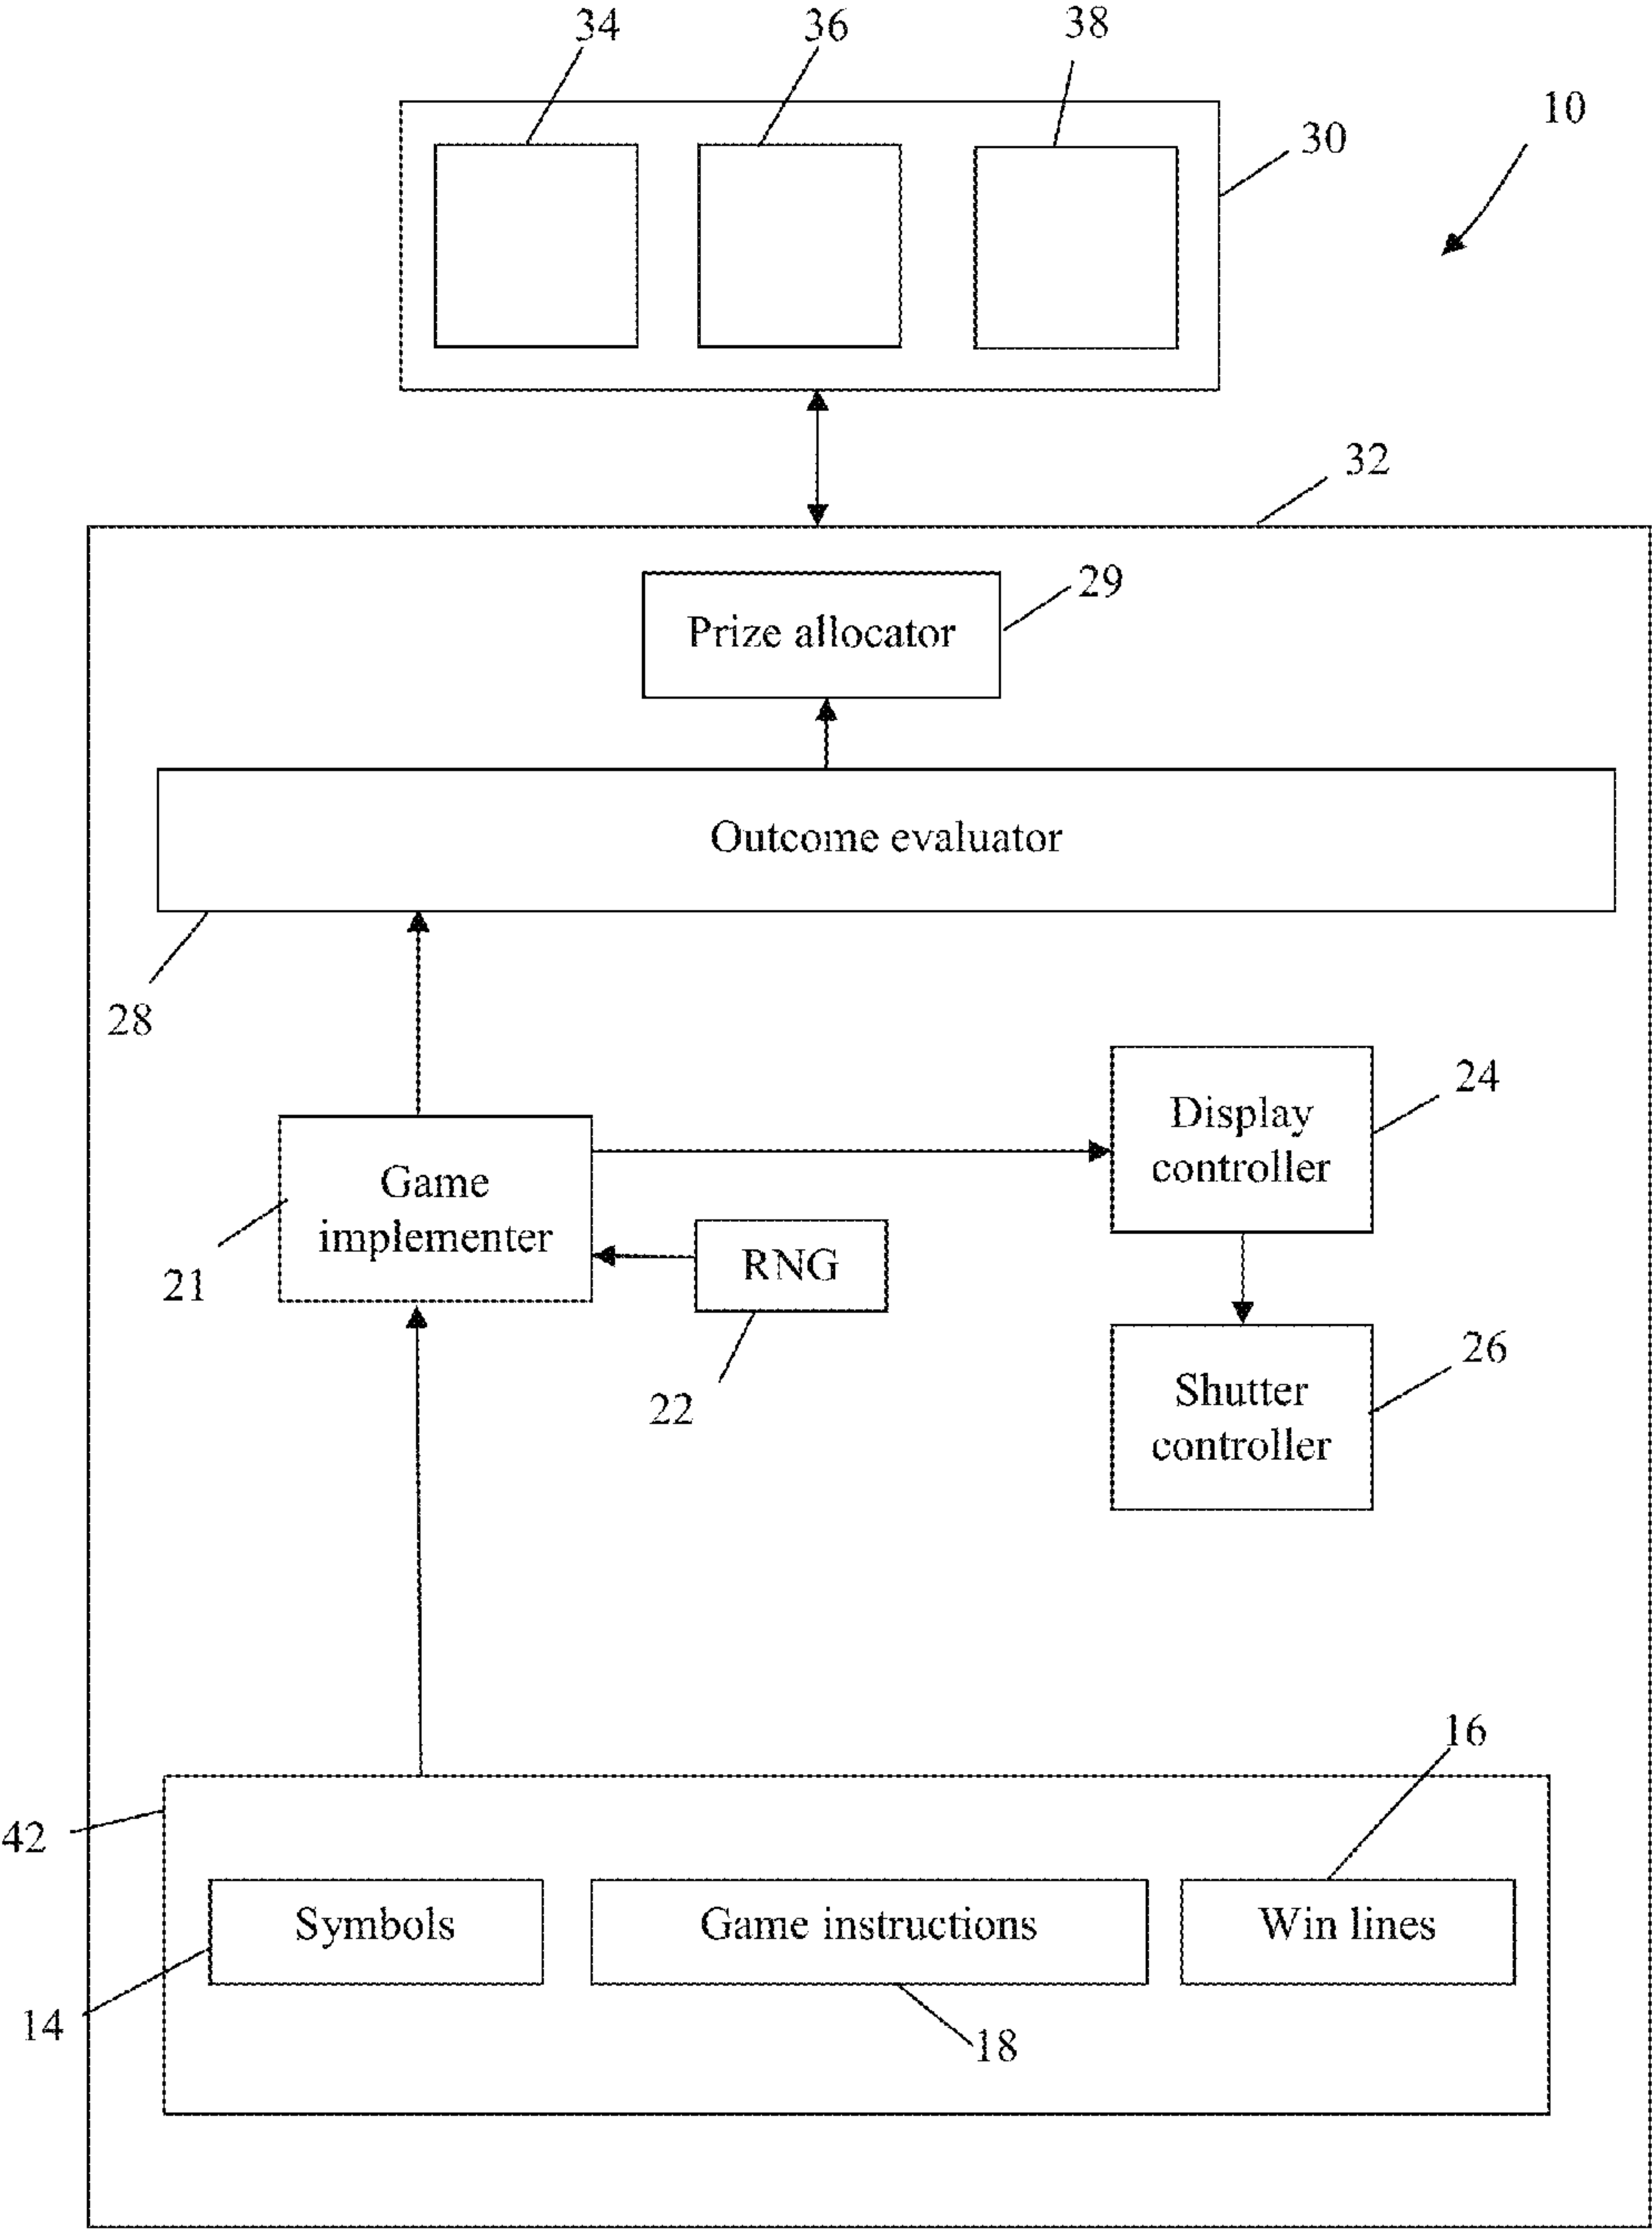 34
36
38
10
30
32
29
Prize allocator
Outcome evaluator
28
24
Display
controller
Game
implementer
21
RNG
22
26
Shutter
controller
16
42
Symbols
Game instructions
Win lines
14
18